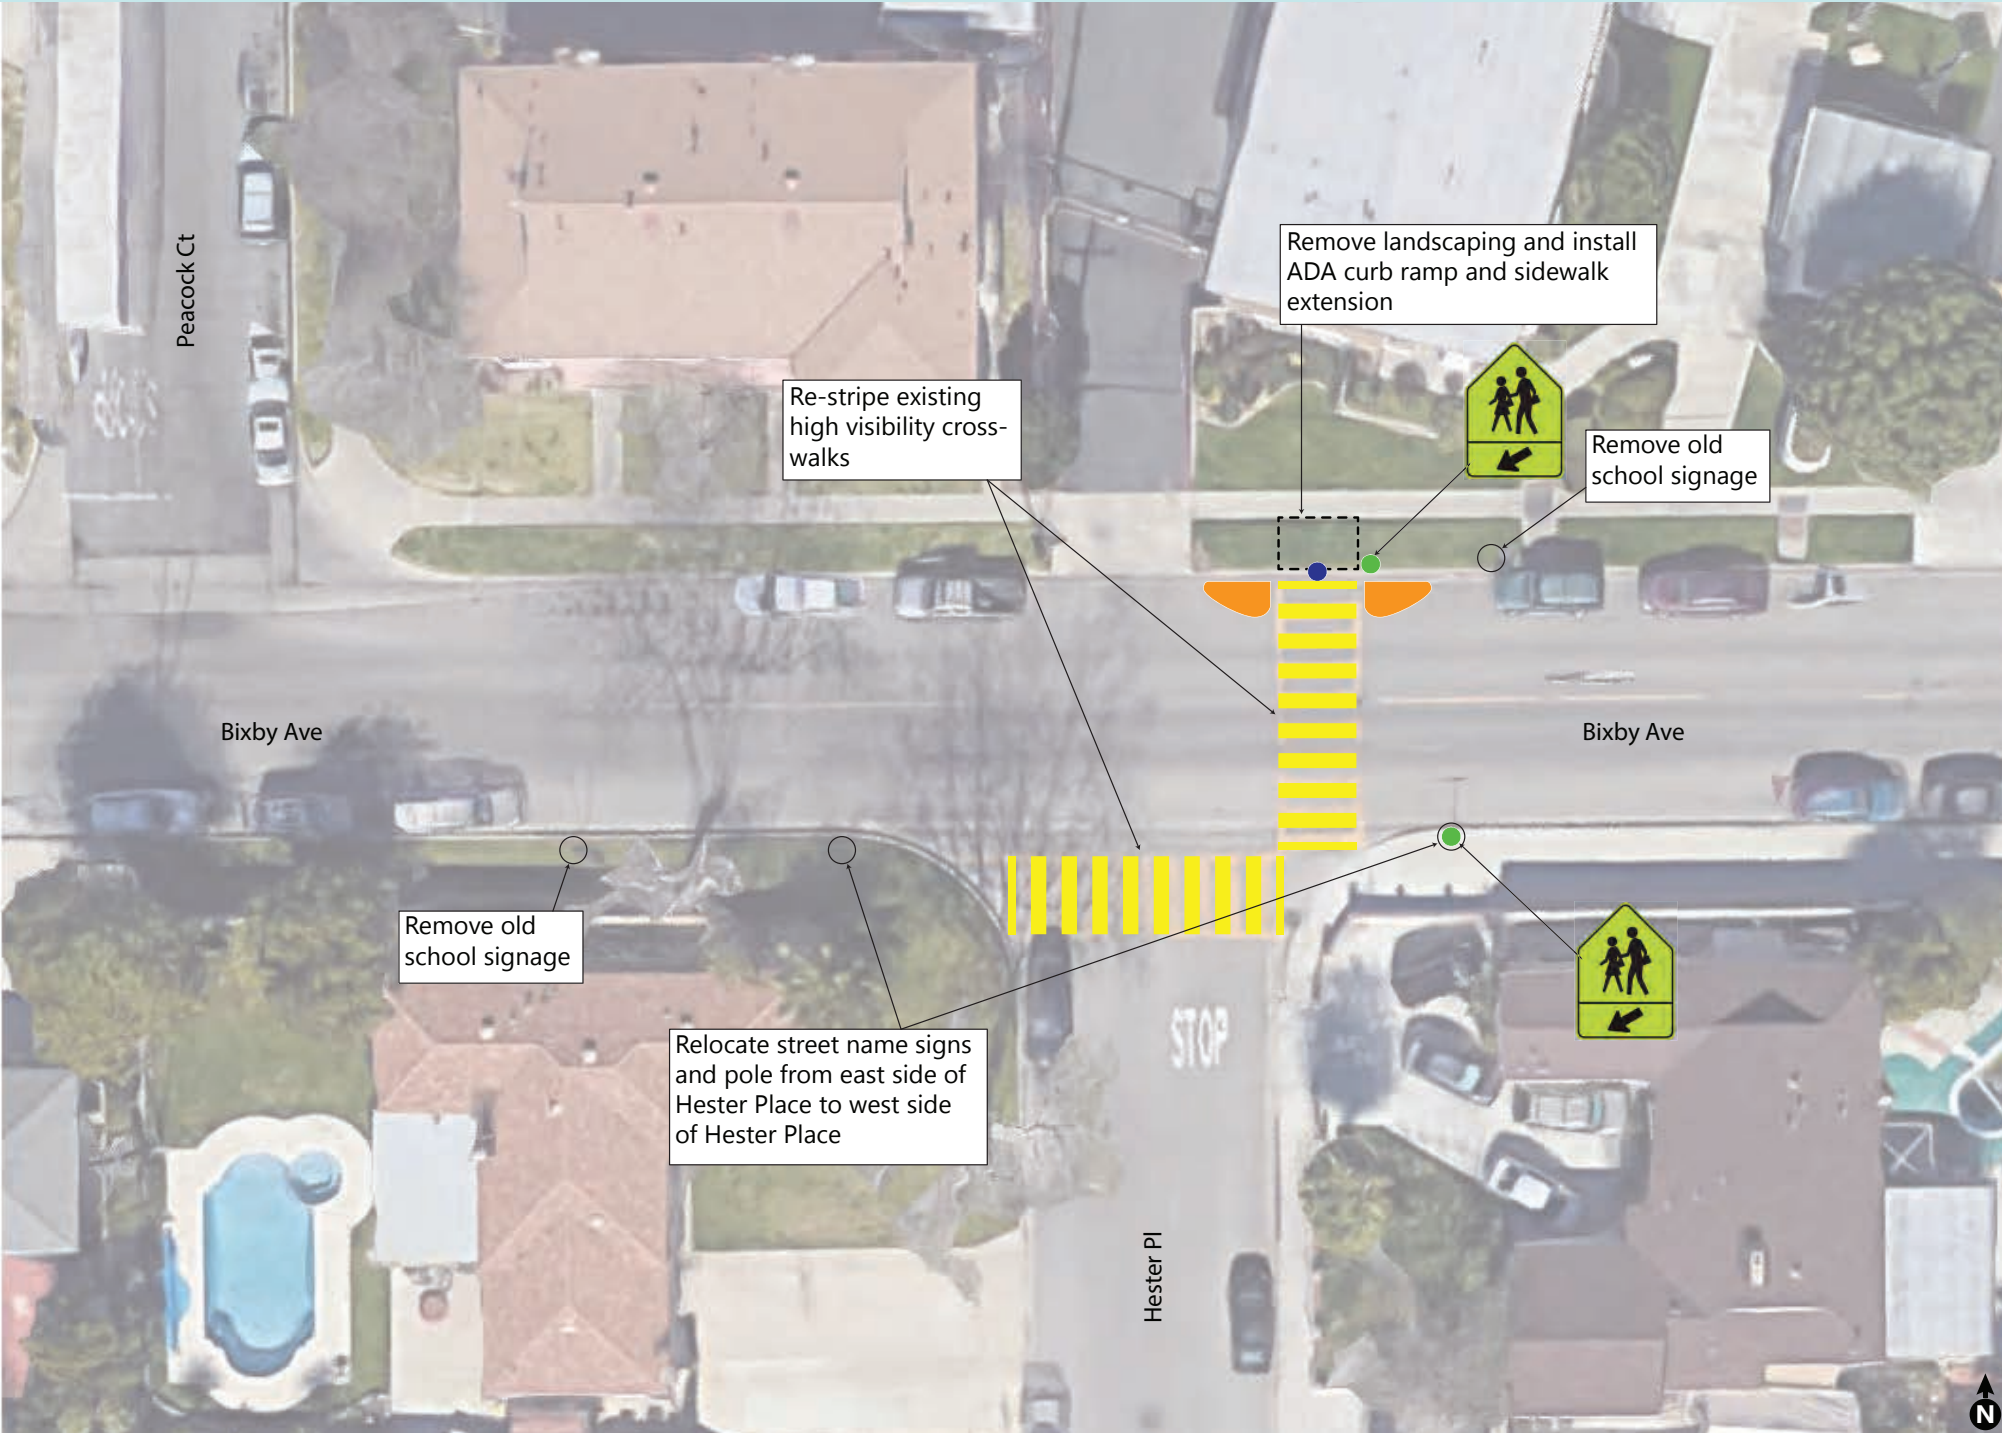 Peacock Ct
Remove landscaping and install
ADA curb ramp and sidewalk
extension
Re-stripe existing
high visibility cross-
walks
Remove old
school signage
Bixby Ave
Bixby Ave
Remove old
school signage
Relocate street name signs
and pole from east side of
Hester Place to west side
of Hester Place
STOP
Hester Pl
N